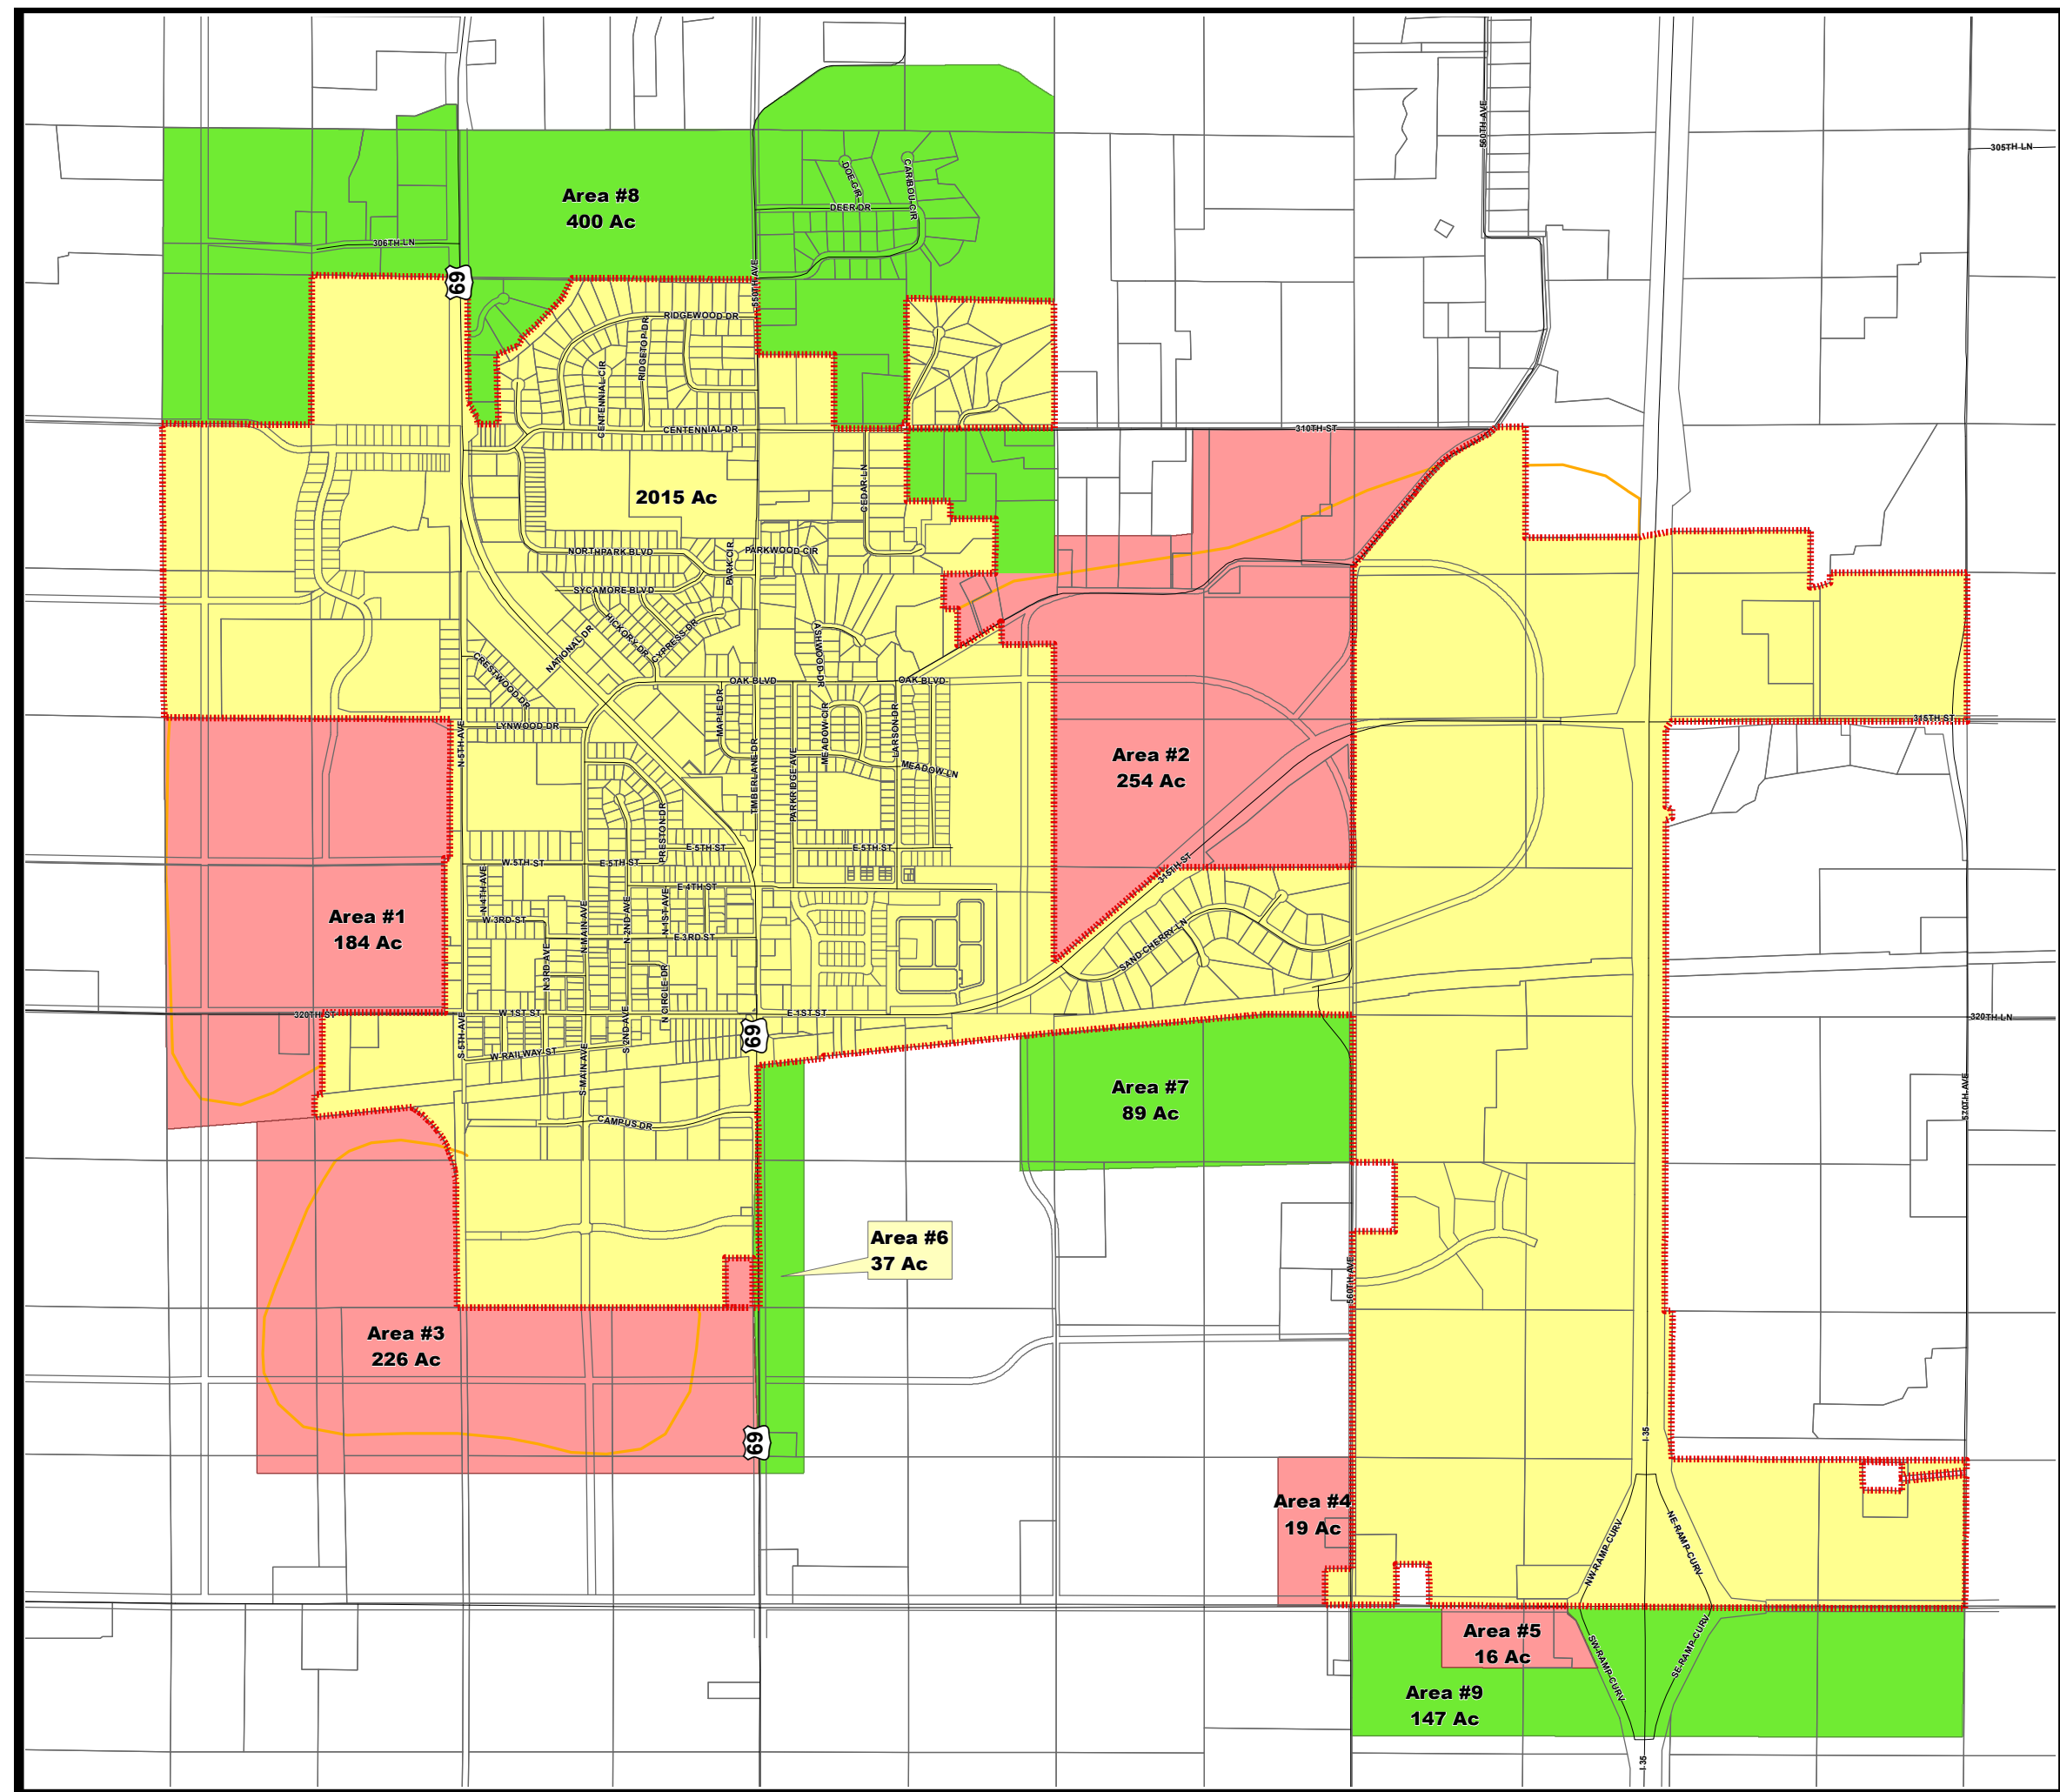 560TH AVE
305TH LN
Area #8
400 Ac
DOE CIR
CARIBOU CIR
DEER DR
306TH LN
69
550TH AVE
RIDGEWOOD DR
RIDGETOP DR
CENTENNIAL CIR
CENTENNIAL DR
310TH ST
2015 Ac
CEDAR LN
NORTHPARK BLVD
PARK CIR
PARKWOOD CIR
SYCAMORE BLVD
HICKORY DR
CYPRESS DR
NATIONAL DR
ASHWOOD DR
CRESTWOOD DR
OAK BLVD
OAK BLVD
MAPLE DR
MEADOW CIR
LARSON DR
LYNWOOD DR
N 5TH AVE
315TH ST
Area #2
254 Ac
TIMBERLANE DR
PARKRIDGE AVE
MEADOW LN
PRESTON DR
E 5TH ST
E 5TH ST
W 5TH ST
E 5TH ST
315TH ST
N 4TH AVE
E 4TH ST
N 1ST AVE
N MAIN AVE
N 2ND AVE
Area #1
184 Ac
W 3RD ST
E 3RD ST
SAND CHERRY LN
N 3RD AVE
N CIRCLE DR
320TH ST
W 1ST ST
E 1ST ST
320TH LN
S 5TH AVE
S 2ND AVE
69
W RAILWAY ST
S MAIN AVE
Area #7
89 Ac
570TH AVE
CAMPUS DR
Area #6
37 Ac
560TH AVE
Area #3
226 Ac
69
I 35
Area #4
19 Ac
NW RAMP CURV
NE RAMP CURV
Area #5
16 Ac
SW RAMP CURV
SE RAMP CURV
Area #9
147 Ac
I 35